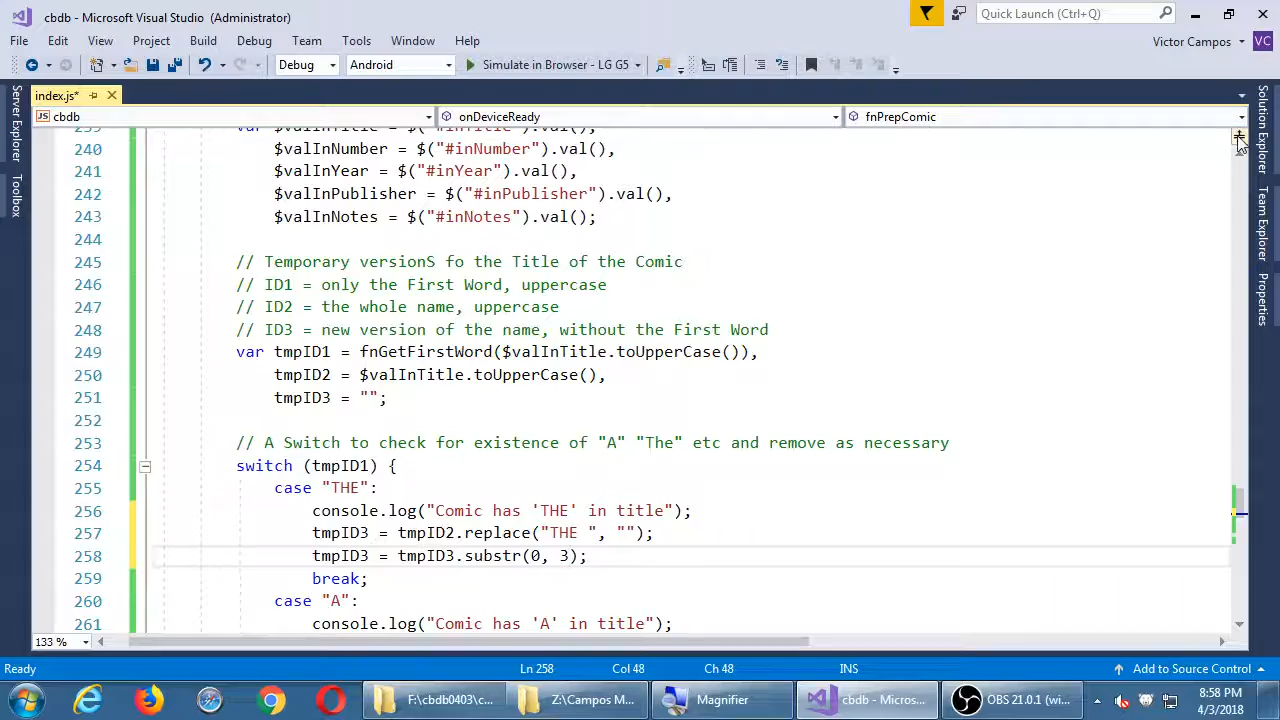 cbdb - Microsoft Visual Studio (Administrator)
Quick Launch (Ctrl+Q)
File Edit View Project Build Debug Team Tools Window Help
Victor Campos VC
Debug Android Simulate in Browser - LG G5
index.js*
JS cbdb onDeviceReady fnPrepComic
Server Explorer
Toolbox
Solution Explorer
Team Explorer
Properties
239 var $valInTitle = $("#inTitle").val(),
240 $valInNumber = $("#inNumber").val(),
241 $valInYear = $("#inYear").val(),
242 $valInPublisher = $("#inPublisher").val(),
243 $valInNotes = $("#inNotes").val();
244
245 // Temporary versionS fo the Title of the Comic
246 // ID1 = only the First Word, uppercase
247 // ID2 = the whole name, uppercase
248 // ID3 = new version of the name, without the First Word
249 var tmpID1 = fnGetFirstWord($valInTitle.toUpperCase()),
250 tmpID2 = $valInTitle.toUpperCase(),
251 tmpID3 = "";
252
253 // A Switch to check for existence of "A" "The" etc and remove as necessary
254 switch (tmpID1) {
255 case "THE":
256 console.log("Comic has 'THE' in title");
257 tmpID3 = tmpID2.replace("THE ", "");
258 tmpID3 = tmpID3.substr(0, 3);
259 break;
260 case "A":
261 console.log("Comic has 'A' in title");
133 %
Ready Ln 258 Col 48 Ch 48 INS Add to Source Control
F:\cbdb0403\c... Z:\Campos M... Magnifier cbdb - Micros... OBS 21.0.1 (wi...
8:58 PM
4/3/2018